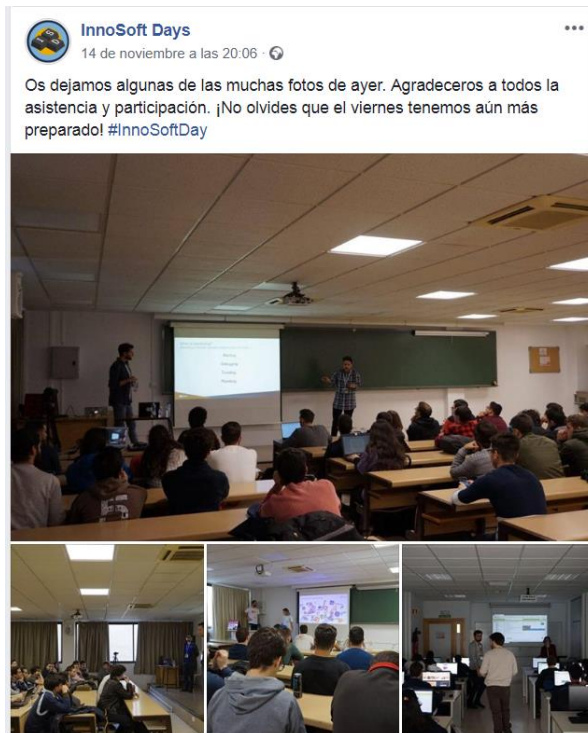 InnoSoft Days
14 de noviembre a las 20:06 ·
Os dejamos algunas de las muchas fotos de ayer. Agradeceros a todos la
asistencia y participación. ¡No olvides que el viernes tenemos aún más
preparado! #InnoSoftDay